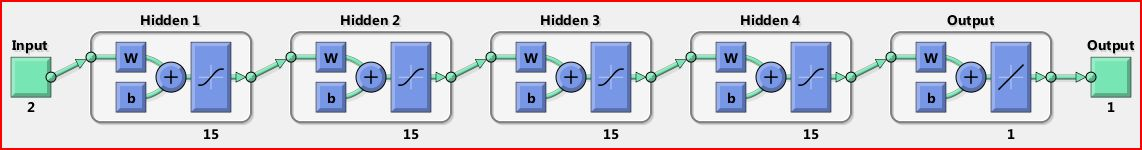 Hidden 1 Hidden 2 Hidden 3 Hidden 4 Output
Input Output
W W W W W
+ + + + +
b b b b b
2 1
15 15 15 15 1